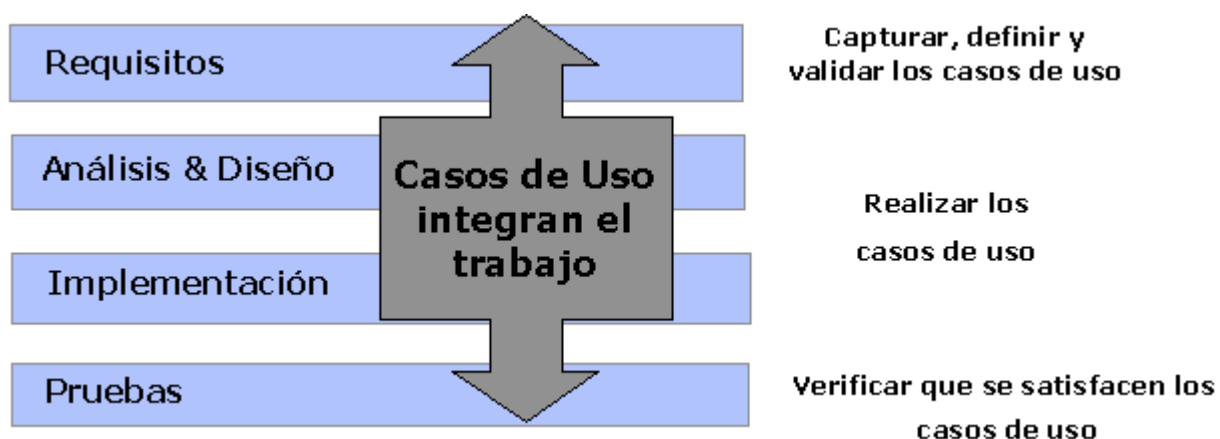 Requisitos
Capturar, definir y
validar los casos de uso
Análisis & Diseño
Casos de Uso
integran el
trabajo
Realizar los
casos de uso
Implementación
Pruebas
Verificar que se satisfacen los
casos de uso